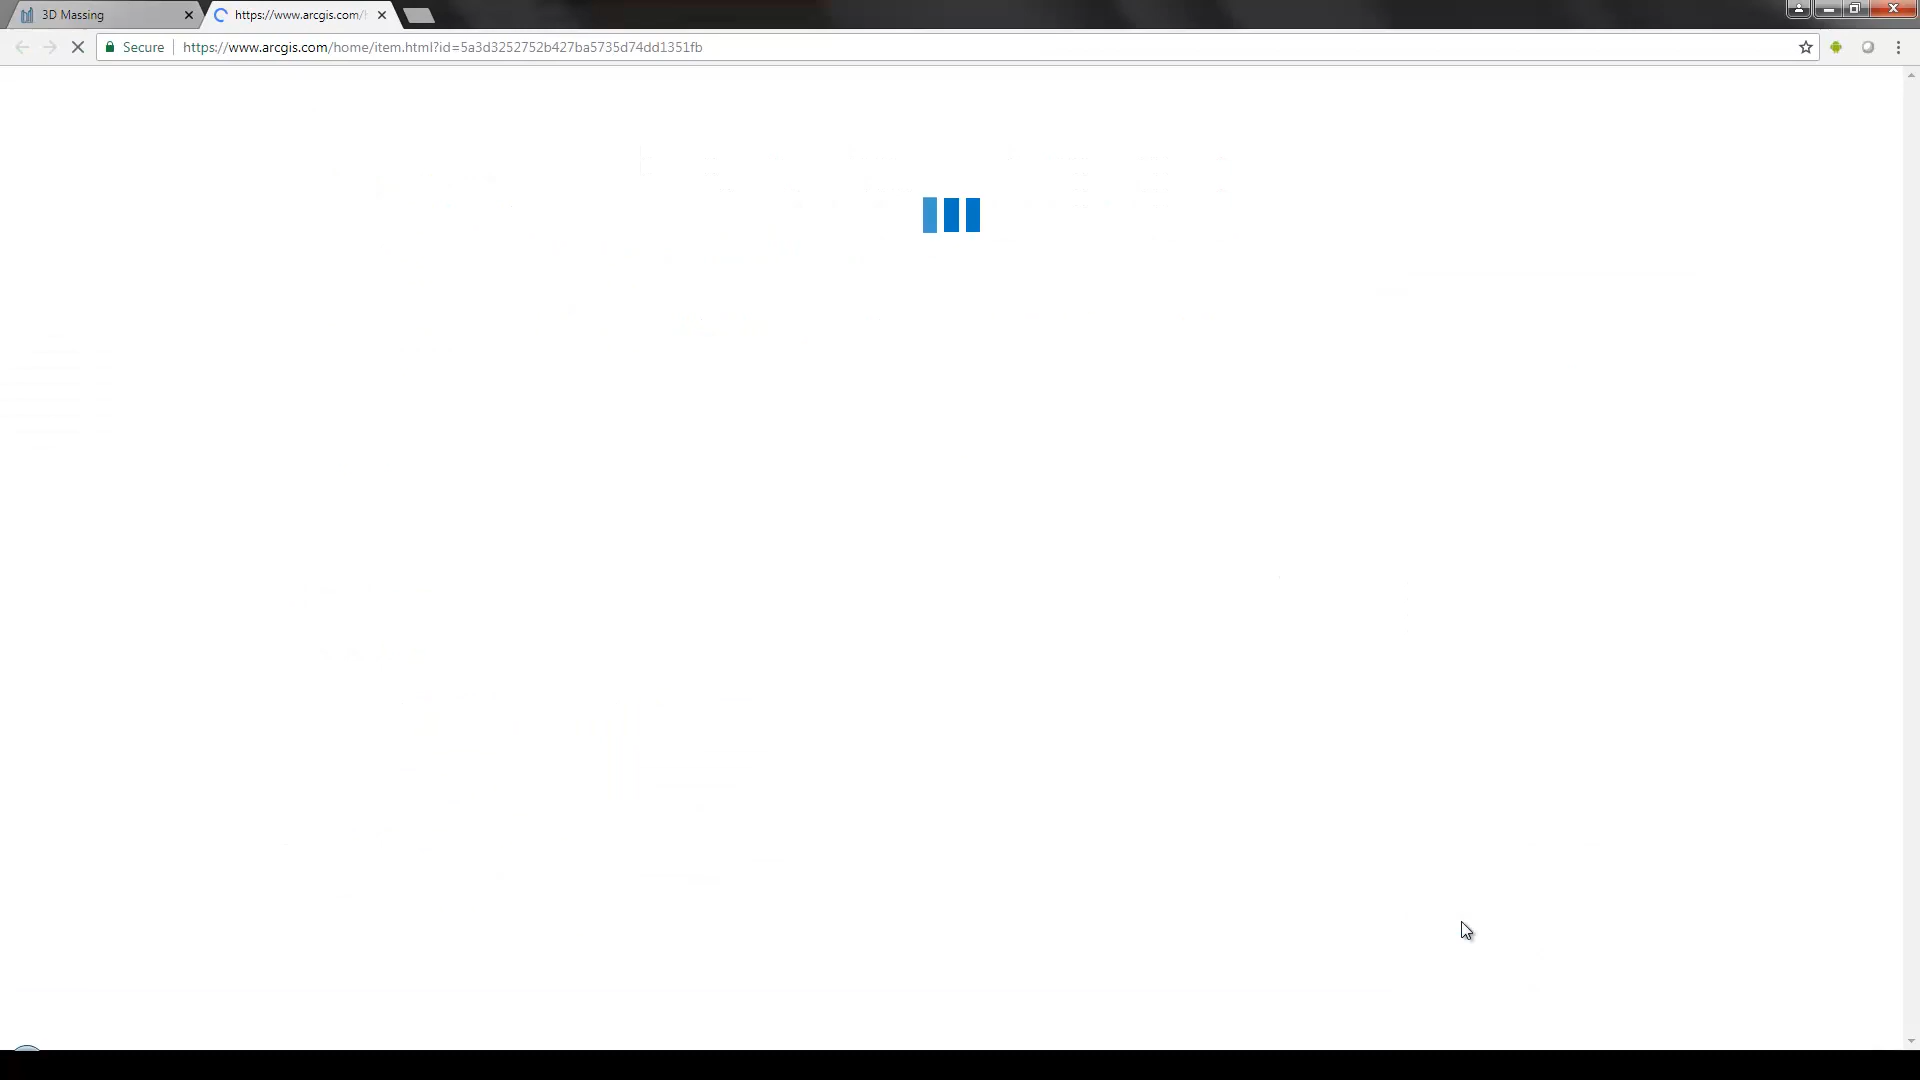 3D Massing
https://www.arcgis.com/
Secure
https://www.arcgis.com/home/item.html?id=5a3d3252752b427ba5735d74dd1351fb